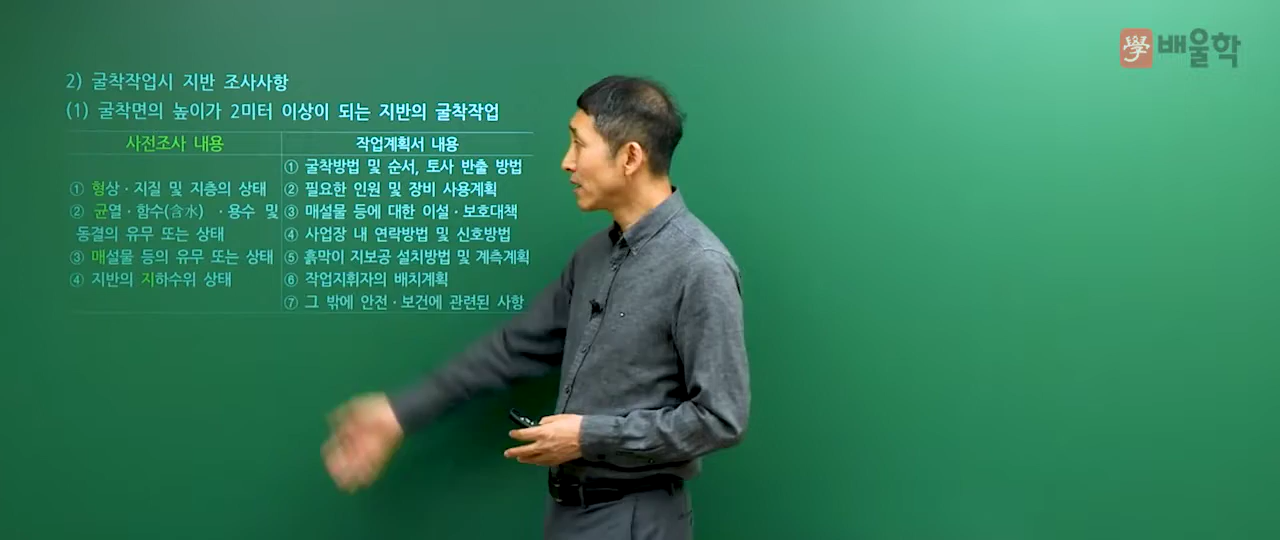 學 배울학
2) 굴착작업시 지반 조사사항
(1) 굴착면의 높이가 2미터 이상이 되는 지반의 굴착작업
사전조사 내용
① 형상·지질 및 지층의 상태
② 균열·함수(含水) ·용수 및
동결의 유무 또는 상태
③ 매설물 등의 유무 또는 상태
④ 지반의 지하수위 상태
작업계획서 내용
① 굴착방법 및 순서, 토사 반출 방법
② 필요한 인원 및 장비 사용계획
③ 매설물 등에 대한 이설·보호대책
④ 사업장 내 연락방법 및 신호방법
⑤ 흙막이 지보공 설치방법 및 계측계획
⑥ 작업지휘자의 배치계획
⑦ 그 밖에 안전·보건에 관련된 사항